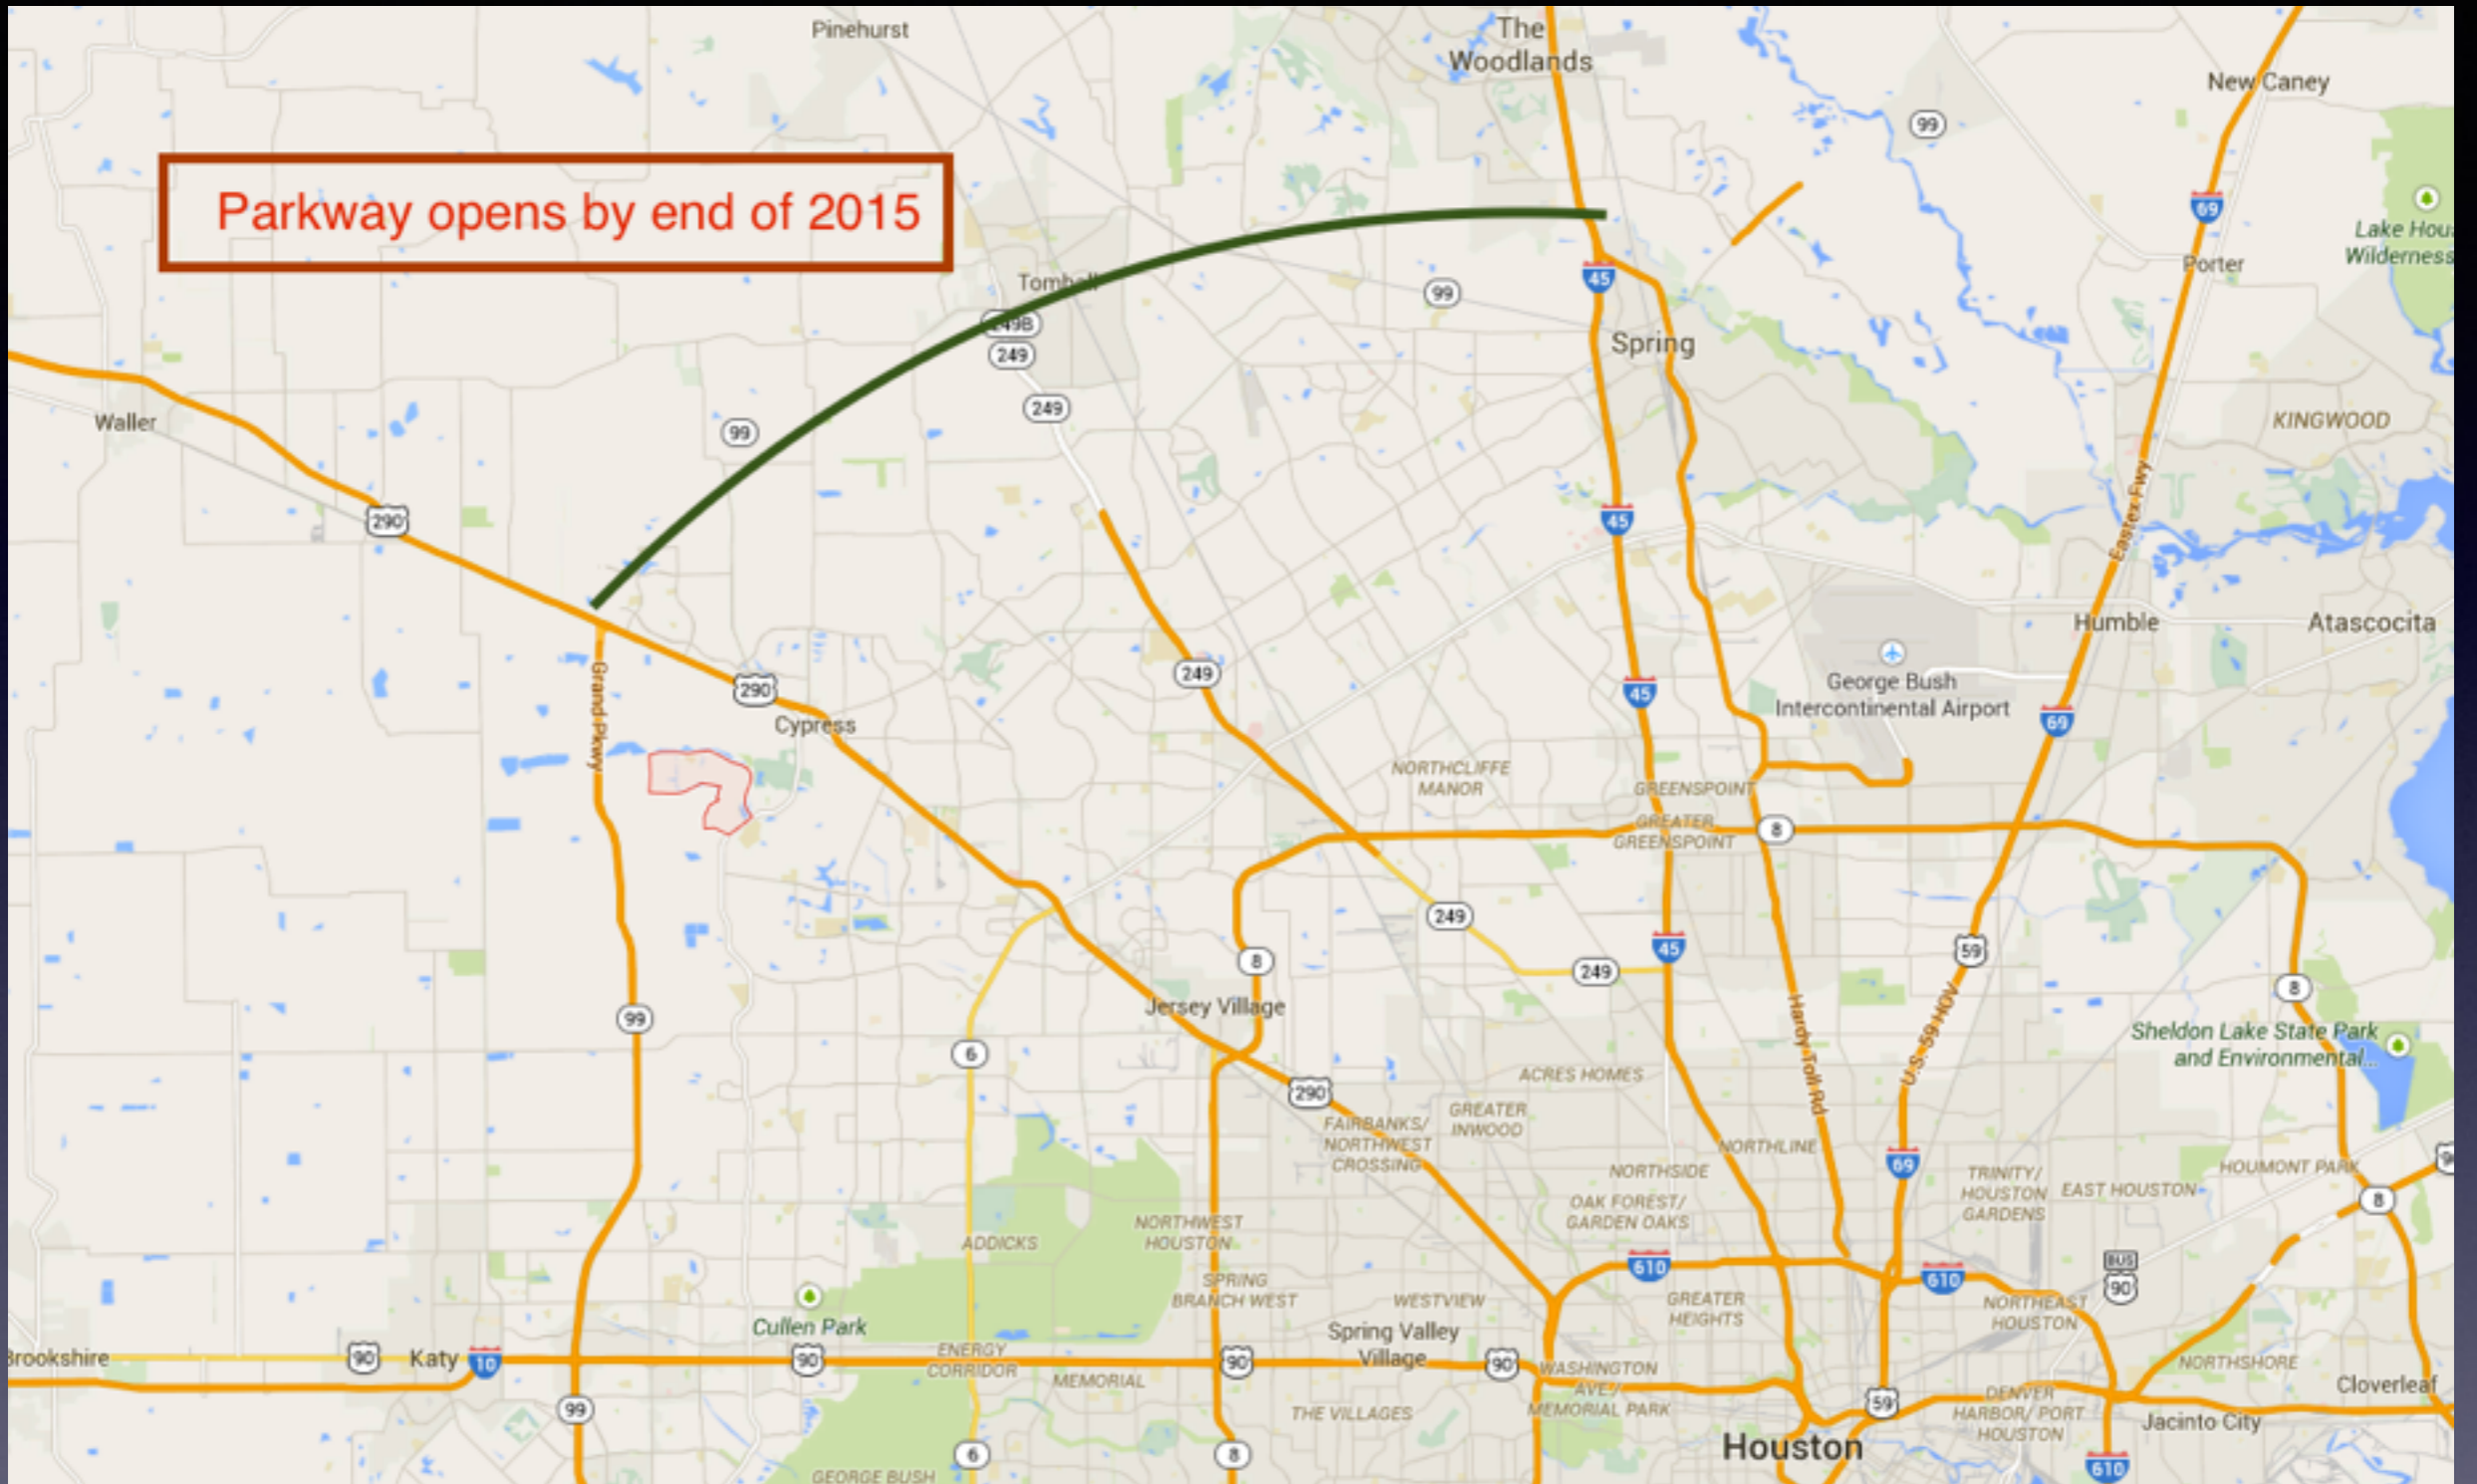 Pinehurst
The
Woodlands
New Caney
99
Parkway opens by end of 2015
69
Lake Hou
Wilderness
Porter
45
Tomball
99
249B
Spring
249
249
Waller
99
KINGWOOD
290
45
Eastex Fwy
Humble
Atascocita
249
George Bush
Intercontinental Airport
290
45
Grand Pkwy
Cypress
69
NORTHCLIFFE
MANOR
GREENSPOINT
GREATER
GREENSPOINT
8
249
59
45
8
249
8
Jersey Village
99
Hardy Toll Rd
U.S. 59 HOV
Sheldon Lake State Park
and Environmental...
6
ACRES HOMES
290
GREATER
INWOOD
FAIRBANKS/
NORTHWEST
CROSSING
NORTHLINE
69
NORTHSIDE
TRINITY/
HOUSTON
GARDENS
HOUMONT PARK
EAST HOUSTON
8
OAK FOREST/
GARDEN OAKS
NORTHWEST
HOUSTON
ADDICKS
610
610
BUS
90
SPRING
BRANCH WEST
WESTVIEW
GREATER
HEIGHTS
NORTHEAST
HOUSTON
Cullen Park
Spring Valley
Village
Brookshire
90
Katy
10
90
ENERGY
CORRIDOR
90
90
WASHINGTON
AVE/
MEMORIAL PARK
NORTHSHORE
MEMORIAL
Cloverleaf
99
THE VILLAGES
59
DENVER
HARBOR/ PORT
HOUSTON
Jacinto City
Houston
6
8
610
GEORGE BUSH